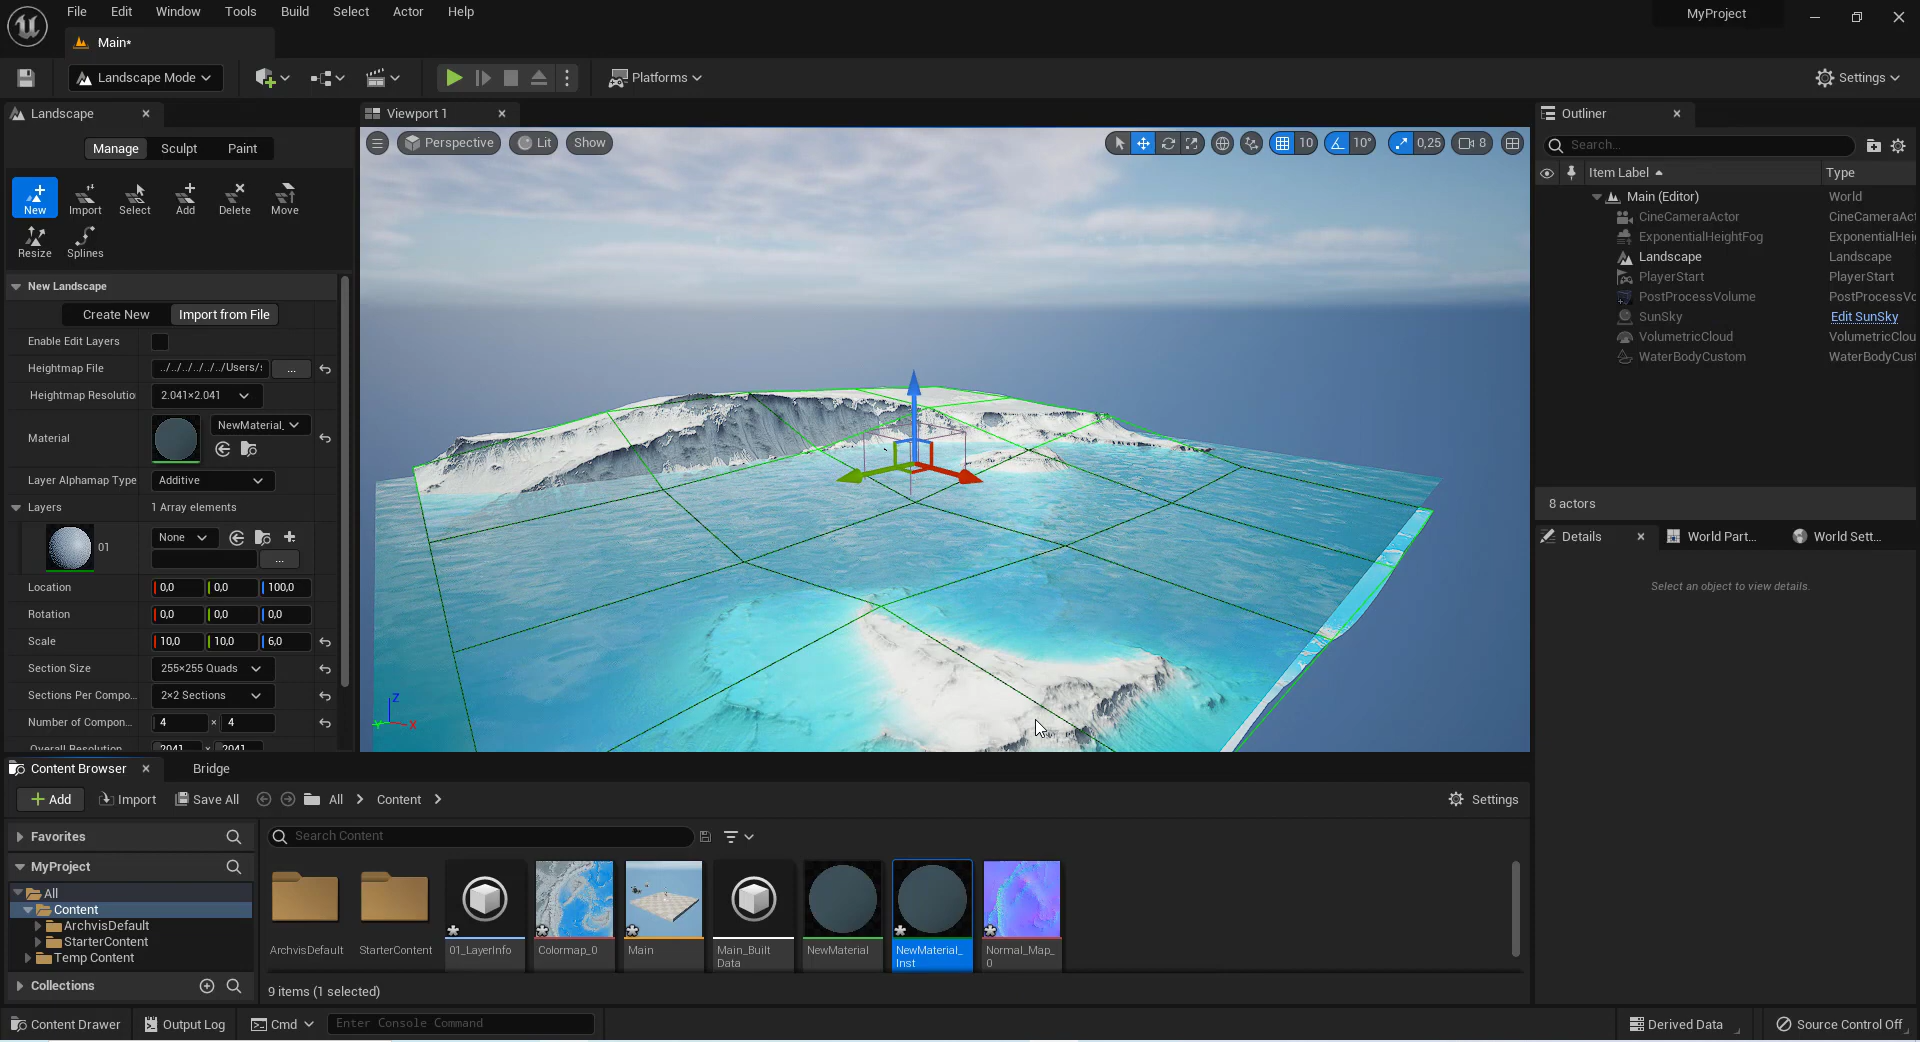 File Edit Window Tools Build Select Actor Help
MyProject
Main*
Landscape Mode
Platforms
Settings
Landscape
Viewport 1
Outliner
Manage Sculpt Paint
Perspective Lit Show
10 10° 0,25 8
Search...
Item Label Type
New Import Select Add Delete Move
Resize Splines
Main (Editor) World
CineCameraActor CineCameraAct
ExponentialHeightFog ExponentialHei
Landscape Landscape
PlayerStart PlayerStart
PostProcessVolume PostProcessVo
SunSky Edit SunSky
VolumetricCloud VolumetricClou
WaterBodyCustom WaterBodyCust
New Landscape
Create New Import from File
Enable Edit Layers
Heightmap File ../../../../../../Users/ ...
Heightmap Resolutio 2.041×2.041
Material NewMaterial_
Layer Alphamap Type Additive
Layers 1 Array elements
01 None
...
Location 0,0 0,0 100,0
Rotation 0,0 0,0 0,0
Scale 10,0 10,0 6,0
Section Size 255×255 Quads
Sections Per Compo... 2×2 Sections
Number of Compon... 4 × 4
Overall Resolution 2041 × 2041
Z
Y X
8 actors
Details World Part... World Sett...
Select an object to view details.
Content Browser Bridge
Add Import Save All All Content Settings
Favorites
Search Content
MyProject
All
Content
ArchvisDefault
StarterContent
Temp Content
Collections
ArchvisDefault StarterContent 01_LayerInfo Colormap_0 Main Main_Built NewMaterial NewMaterial_ Normal_Map_
Data Inst 0
9 items (1 selected)
Content Drawer Output Log Cmd Enter Console Command Derived Data Source Control Off